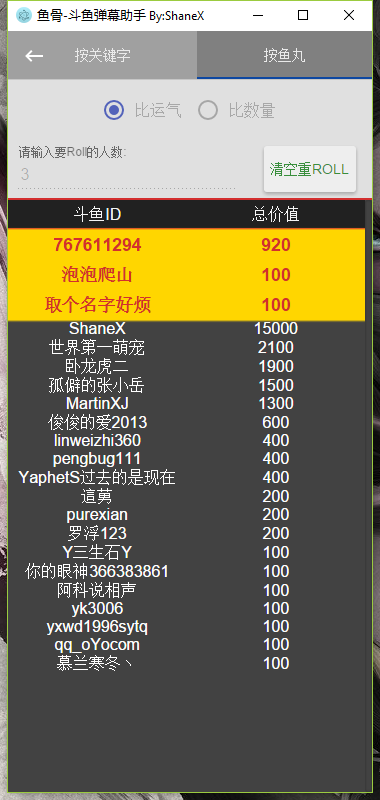 鱼骨-斗鱼弹幕助手 By:ShaneX
按关键字 按鱼丸
比运气 比数量
请输入要Roll的人数:
3
清空重ROLL
斗鱼ID 总价值
767611294 920
泡泡爬山 100
取个名字好烦 100
ShaneX 15000
世界第一萌宠 2100
卧龙虎二 1900
孤僻的张小岳 1500
MartinXJ 1300
俊俊的爱2013 600
linweizhi360 400
pengbug111 400
YaphetS过去的是现在 400
這舅 200
purexian 200
罗浮123 200
Y三生石Y 100
你的眼神366383861 100
阿科说相声 100
yk3006 100
yxwd1996sytq 100
qq_oYocom 100
慕兰寒冬丶 100